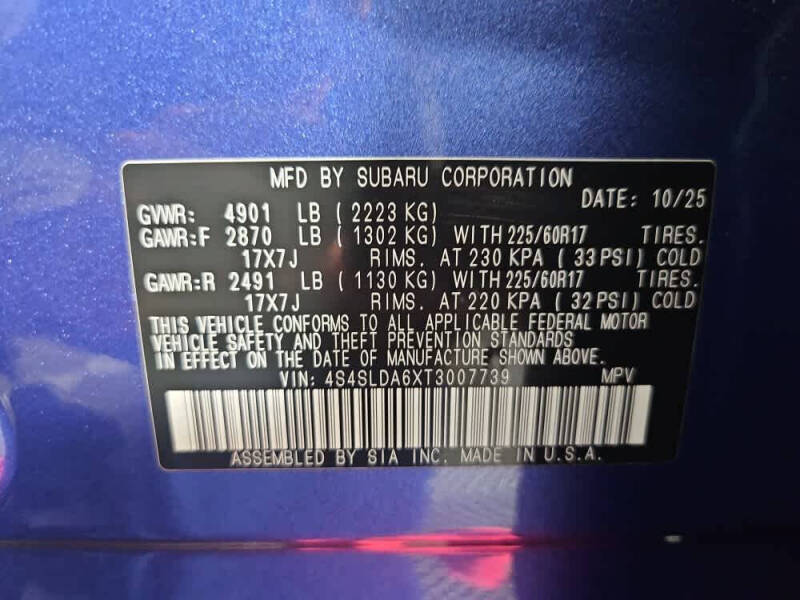 MFD BY SUBARU CORPORATION
DATE: 10/25
GVWR: 4901 LB ( 2223 KG)
GAWR:F 2870 LB ( 1302 KG) WITH 225/60R17 TIRES.
17X7J RIMS. AT 230 KPA ( 33 PSI) COLD
GAWR:R 2491 LB ( 1130 KG) WITH 225/60R17 TIRES.
17X7J RIMS. AT 220 KPA ( 32 PSI) COLD
THIS VEHICLE CONFORMS TO ALL APPLICABLE FEDERAL MOTOR
VEHICLE SAFETY AND THEFT PREVENTION STANDARDS
IN EFFECT ON THE DATE OF MANUFACTURE SHOWN ABOVE.
VIN: 4S4SLDA6XT3007739 MPV
ASSEMBLED BY SIA INC. MADE IN U.S.A.